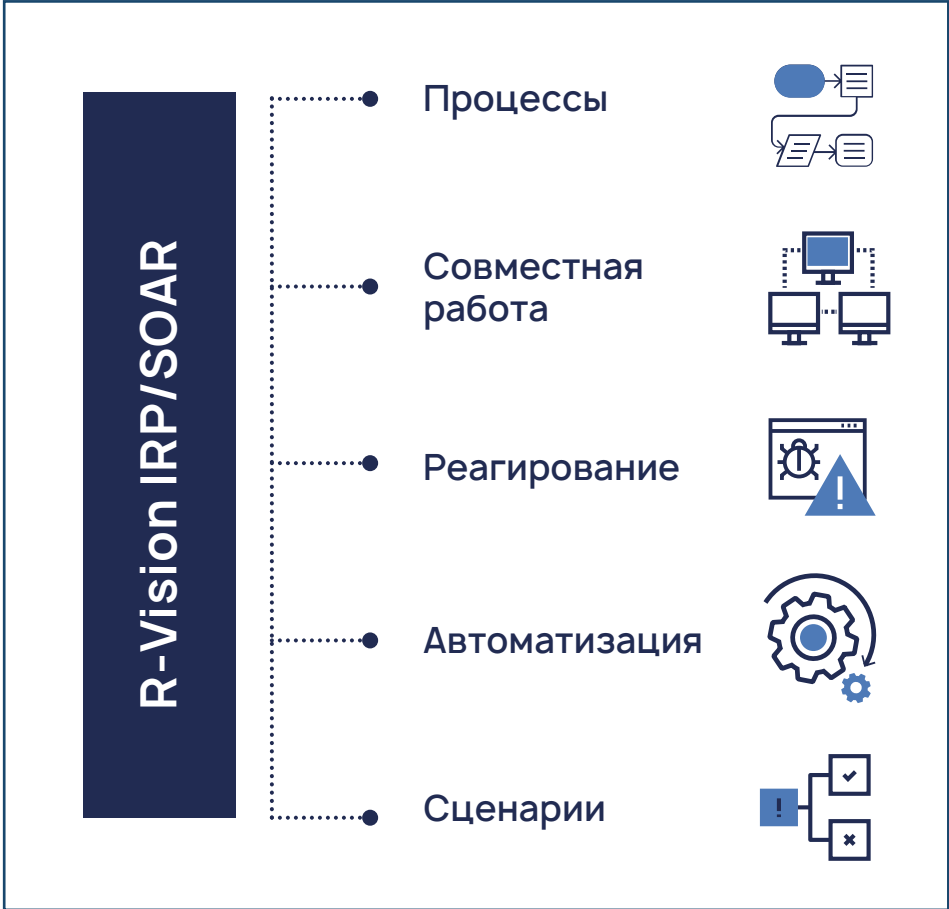 R-Vision IRP/SOAR
Процессы
Совместная
работа
Реагирование
Автоматизация
Сценарии